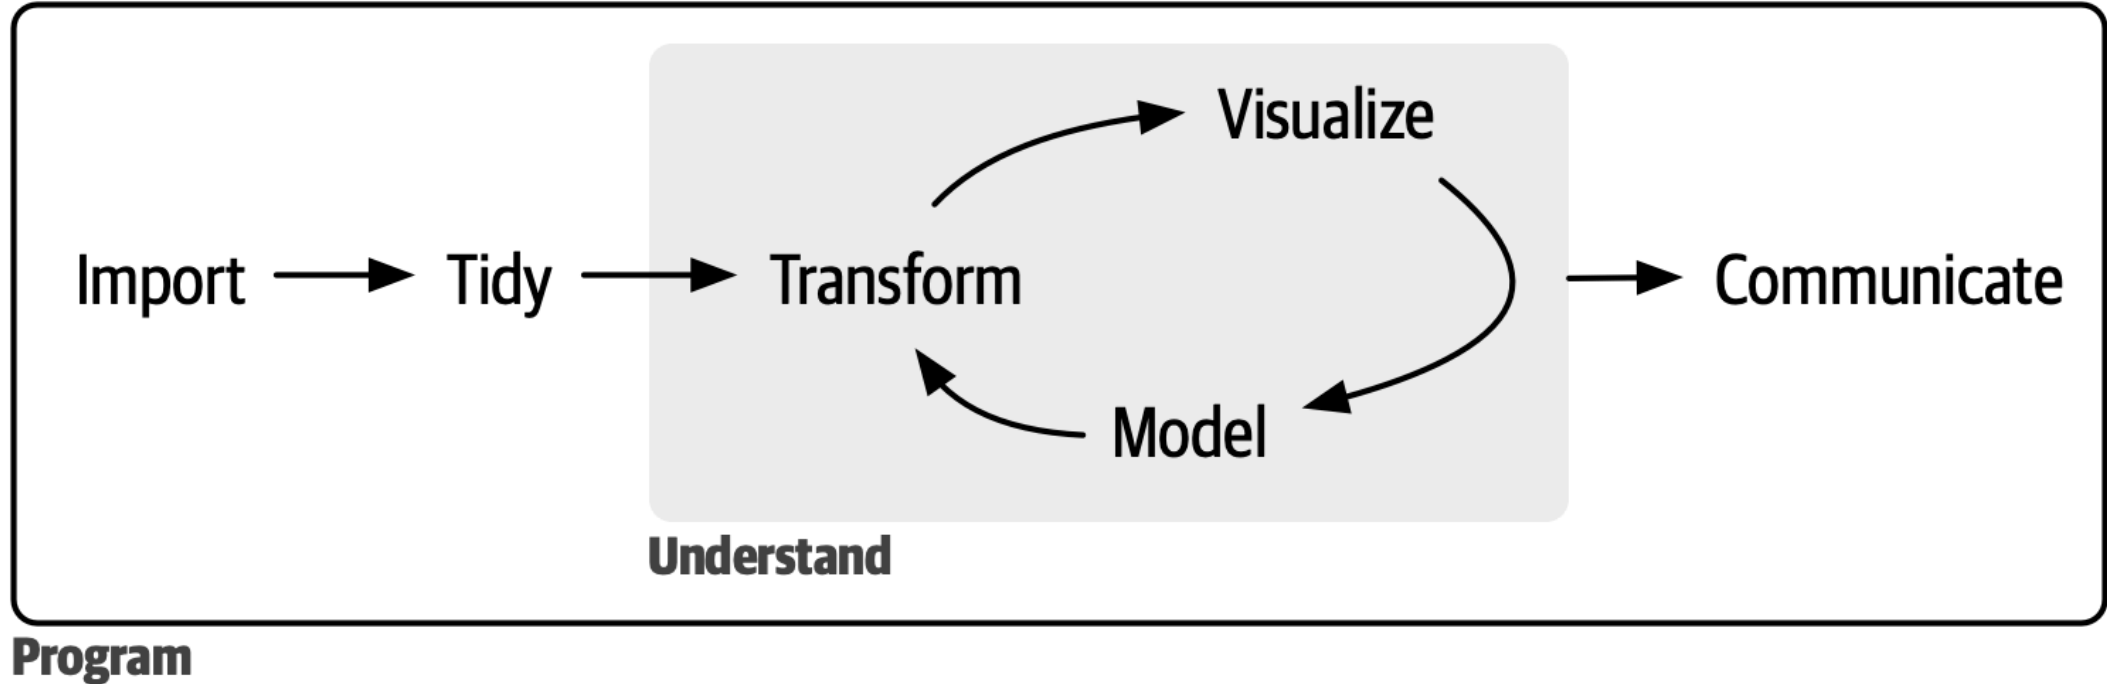 Visualize
Import
Tidy
Transform
Communicate
Model
Understand
Program